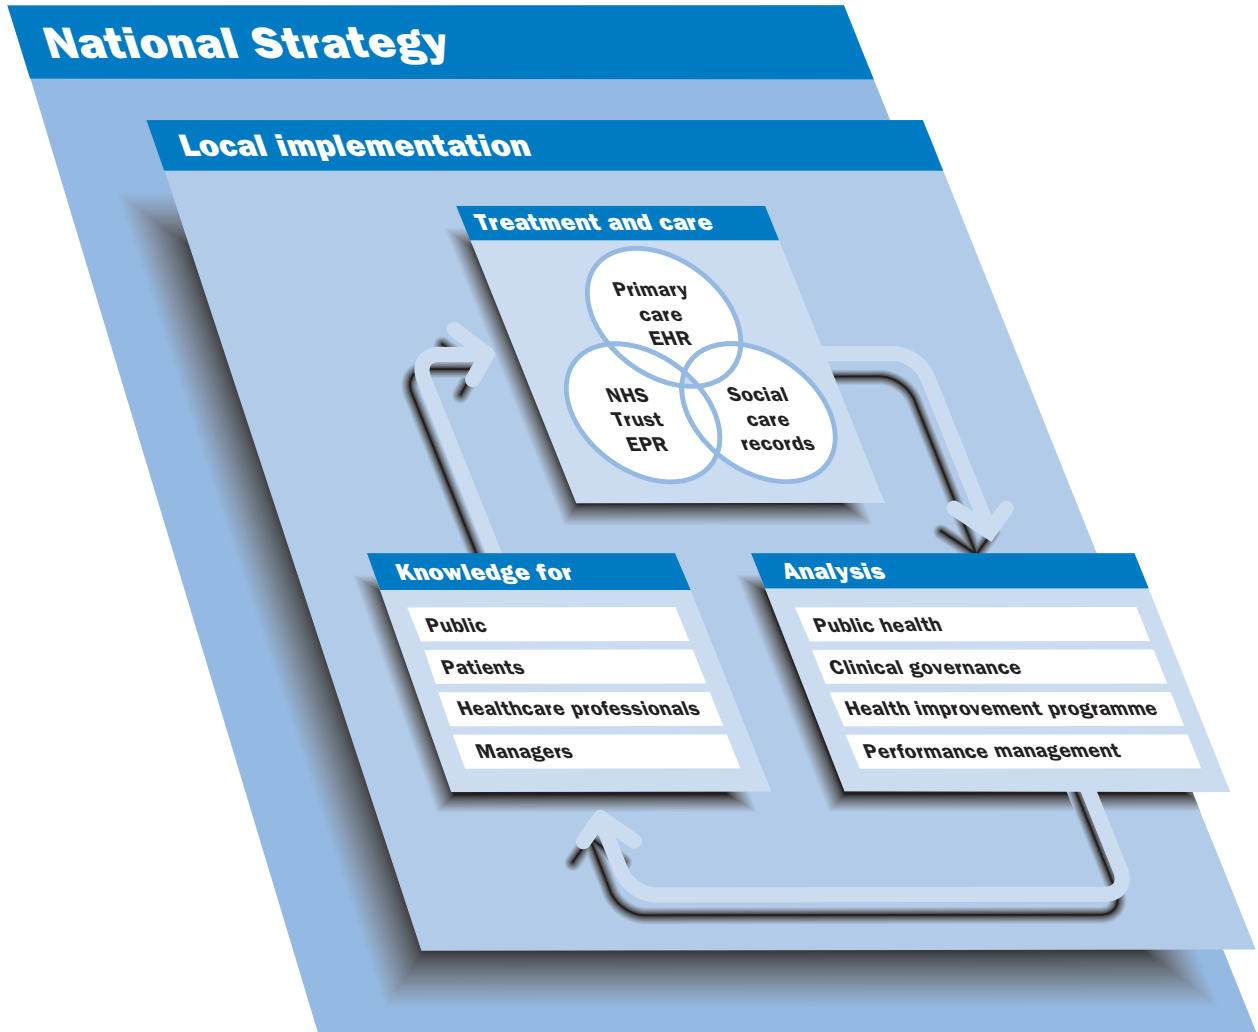 National Strategy
Local implementation
Treatment and care
Primary
care
EHR
NHS
Trust
EPR
Social
care
records
Knowledge for
Public
Patients
Healthcare professionals
Managers
Analysis
Public health
Clinical governance
Health improvement programme
Performance management